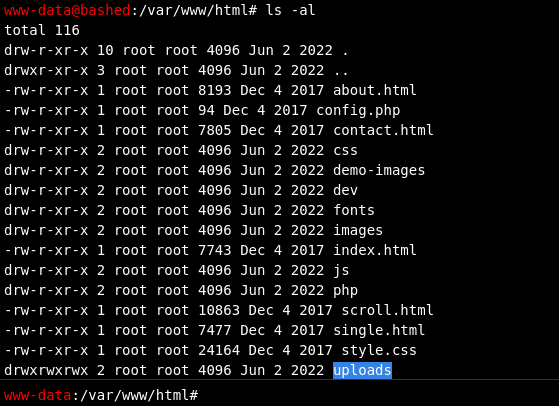 www-data@bashed:/var/www/html# ls -al
total 116
drw-r-xr-x 10 root root 4096 Jun 2 2022 .
drwxr-xr-x 3 root root 4096 Jun 2 2022 ..
-rw-r-xr-x 1 root root 8193 Dec 4 2017 about.html
-rw-r-xr-x 1 root root 94 Dec 4 2017 config.php
-rw-r-xr-x 1 root root 7805 Dec 4 2017 contact.html
drw-r-xr-x 2 root root 4096 Jun 2 2022 css
drw-r-xr-x 2 root root 4096 Jun 2 2022 demo-images
drw-r-xr-x 2 root root 4096 Jun 2 2022 dev
drw-r-xr-x 2 root root 4096 Jun 2 2022 fonts
drw-r-xr-x 2 root root 4096 Jun 2 2022 images
-rw-r-xr-x 1 root root 7743 Dec 4 2017 index.html
drw-r-xr-x 2 root root 4096 Jun 2 2022 js
drw-r-xr-x 2 root root 4096 Jun 2 2022 php
-rw-r-xr-x 1 root root 10863 Dec 4 2017 scroll.html
-rw-r-xr-x 1 root root 7477 Dec 4 2017 single.html
-rw-r-xr-x 1 root root 24164 Dec 4 2017 style.css
drwxrwxrwx 2 root root 4096 Jun 2 2022 uploads
www-data:/var/www/html#